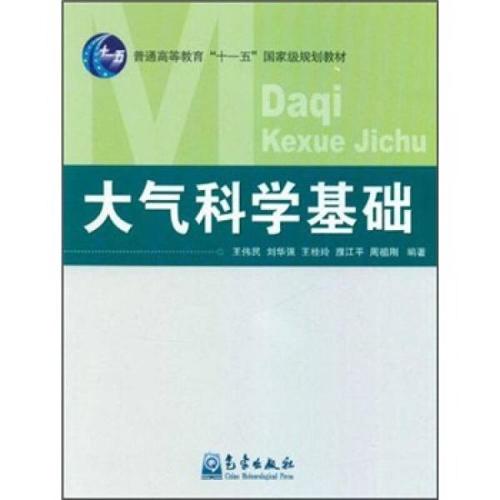 十一五
普通高等教育“十一五”国家级规划教材
M
Daqi
Kexue Jichu
大气科学基础
王伟民 刘华强 王桂玲 濮江平 周祖刚 编著
气象出版社
China Meteorological Press